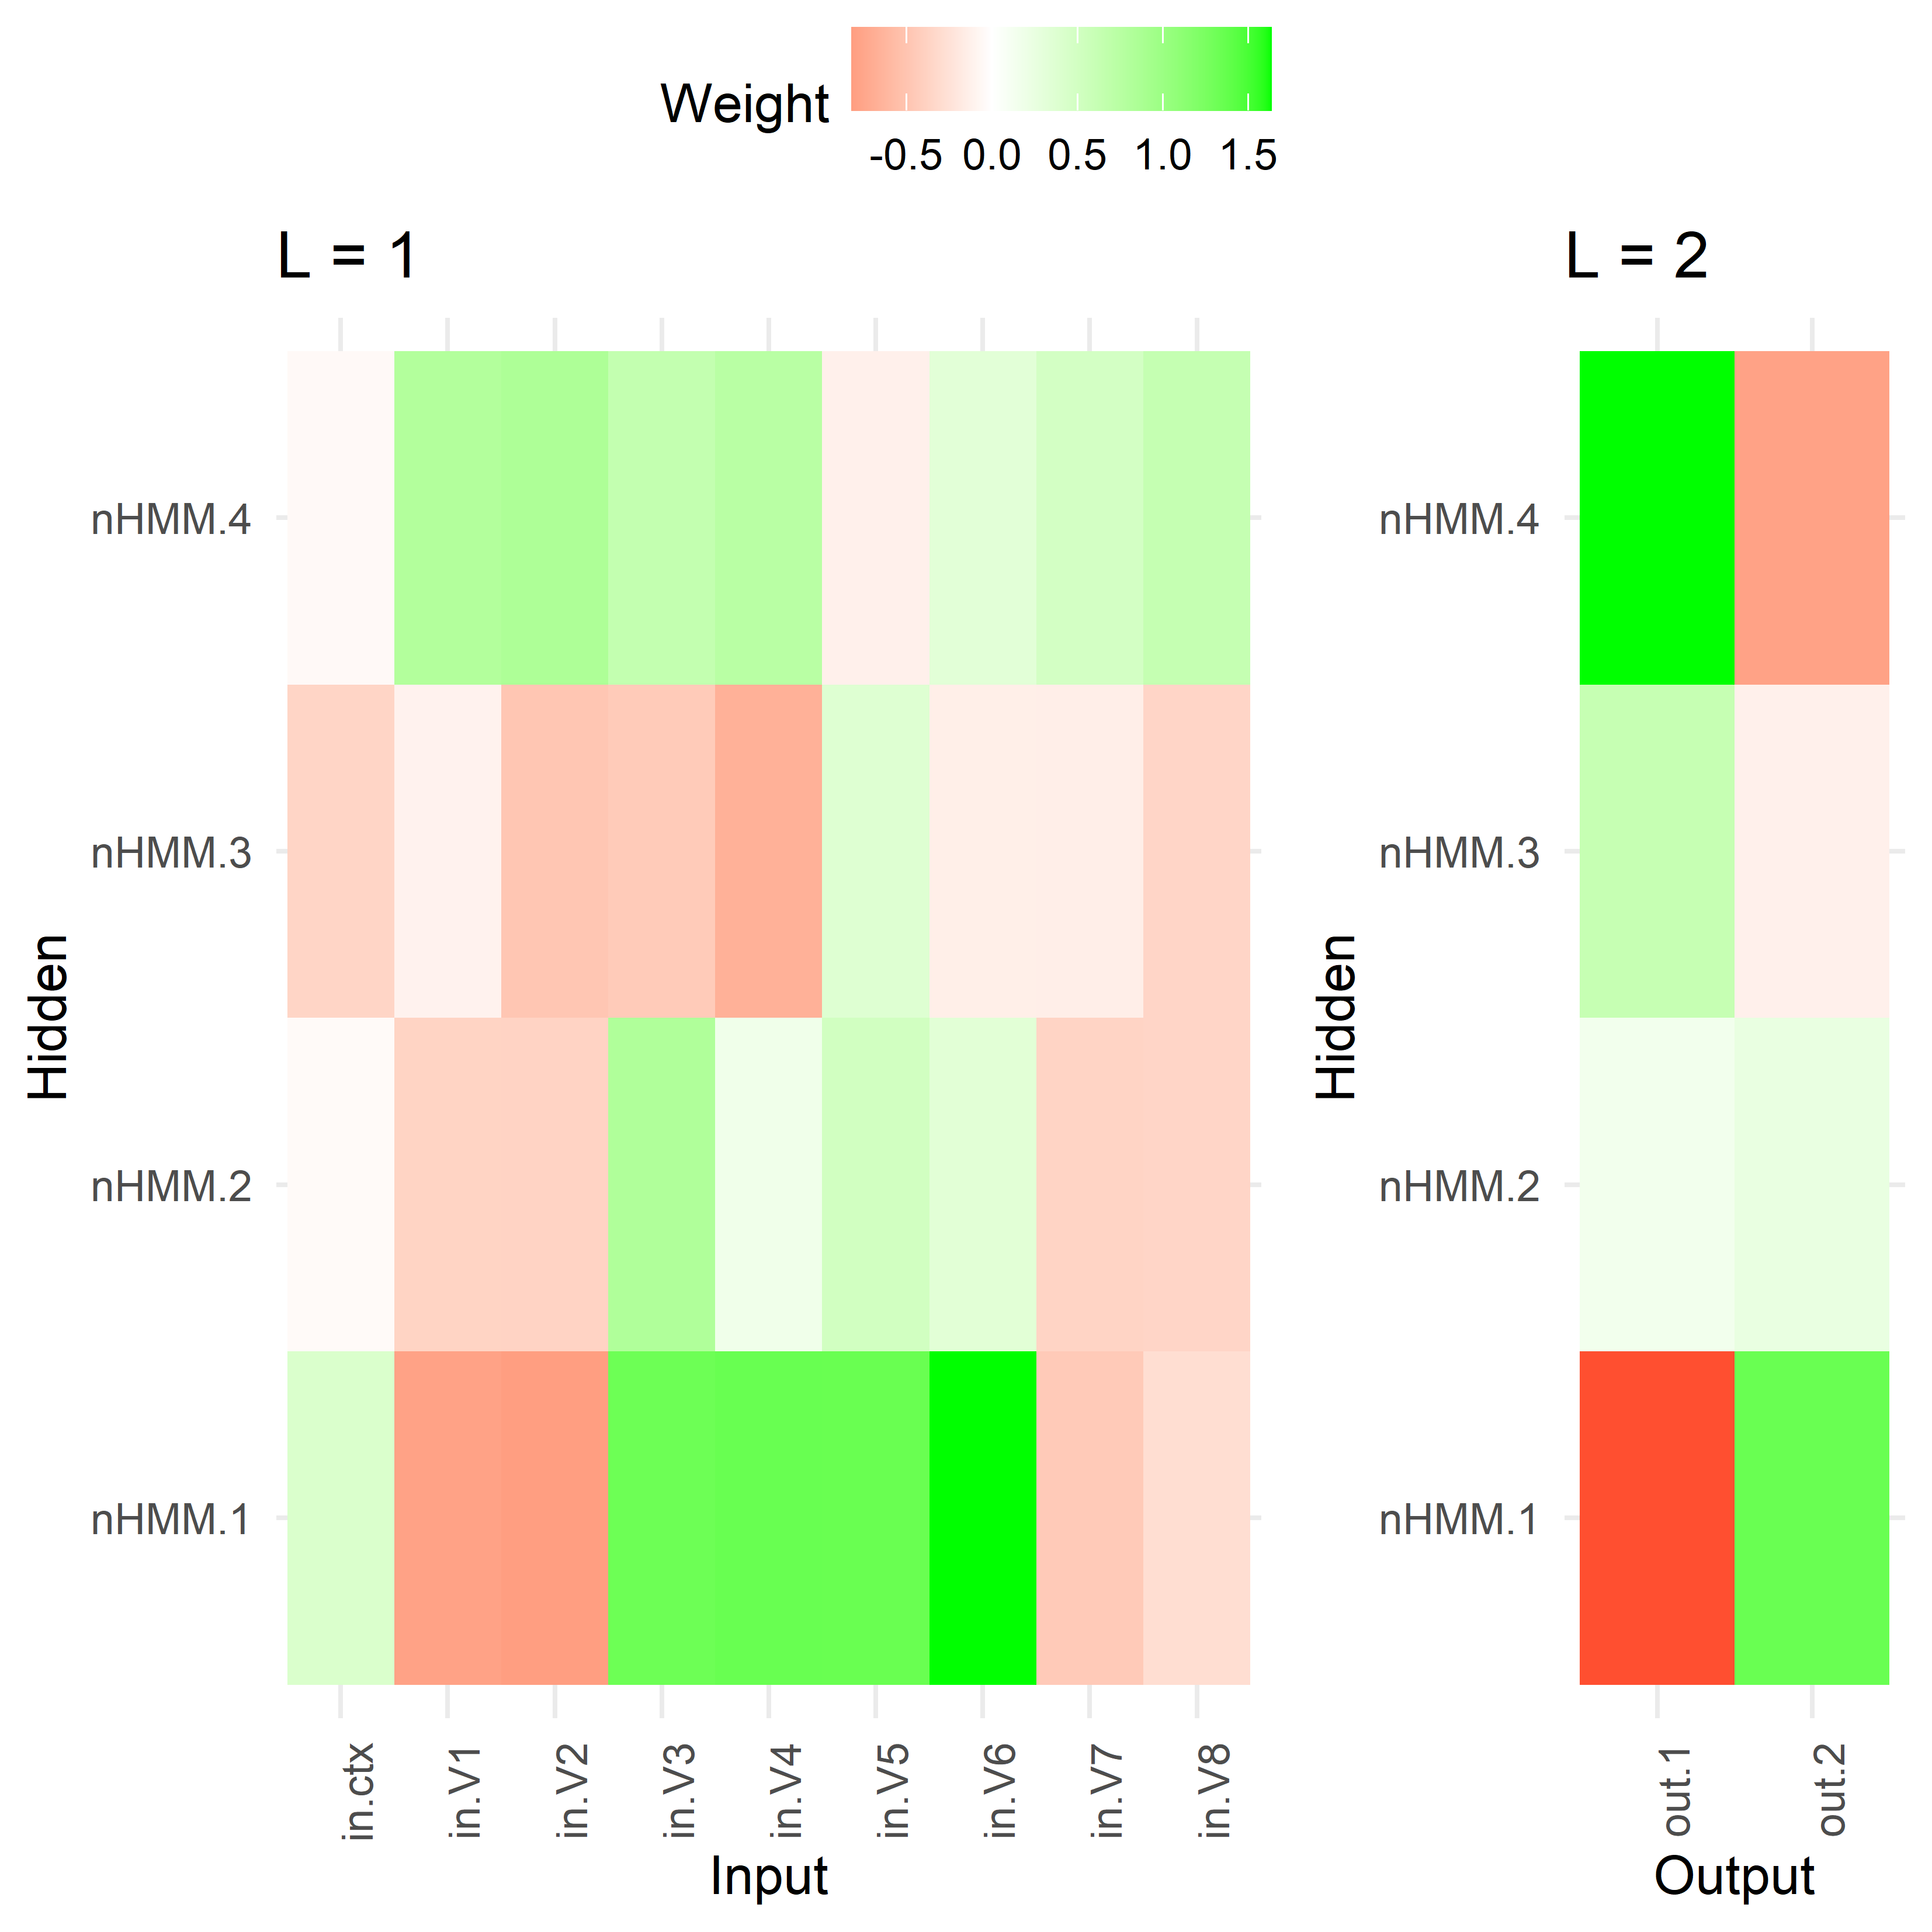 Weight
-0.5 0.0 0.5 1.0 1.5
L = 1
nHMM.4
nHMM.3
nHMM.2
nHMM.1
Hidden
in.ctx
in.V1
in.V2
in.V3
in.V4
in.V5
in.V6
in.V7
in.V8
Input
L = 2
nHMM.4
nHMM.3
nHMM.2
nHMM.1
Hidden
out.1
out.2
Output